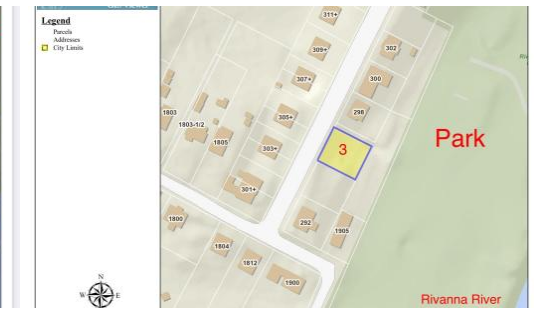 Legend
Parcels
Addresses
City Limits
311+
309+
302
307+
300
1803
298
1803-1/2
305+
1805
303+
3
Park
301+
1800
292
1905
1804
1812
1900
N
W
E
Rivanna River